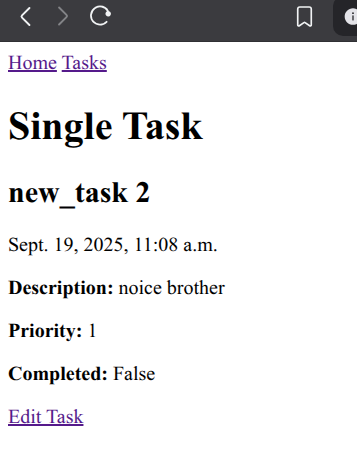 Home Tasks
Single Task
new_task 2
Sept. 19, 2025, 11:08 a.m.
Description: noice brother
Priority: 1
Completed: False
Edit Task